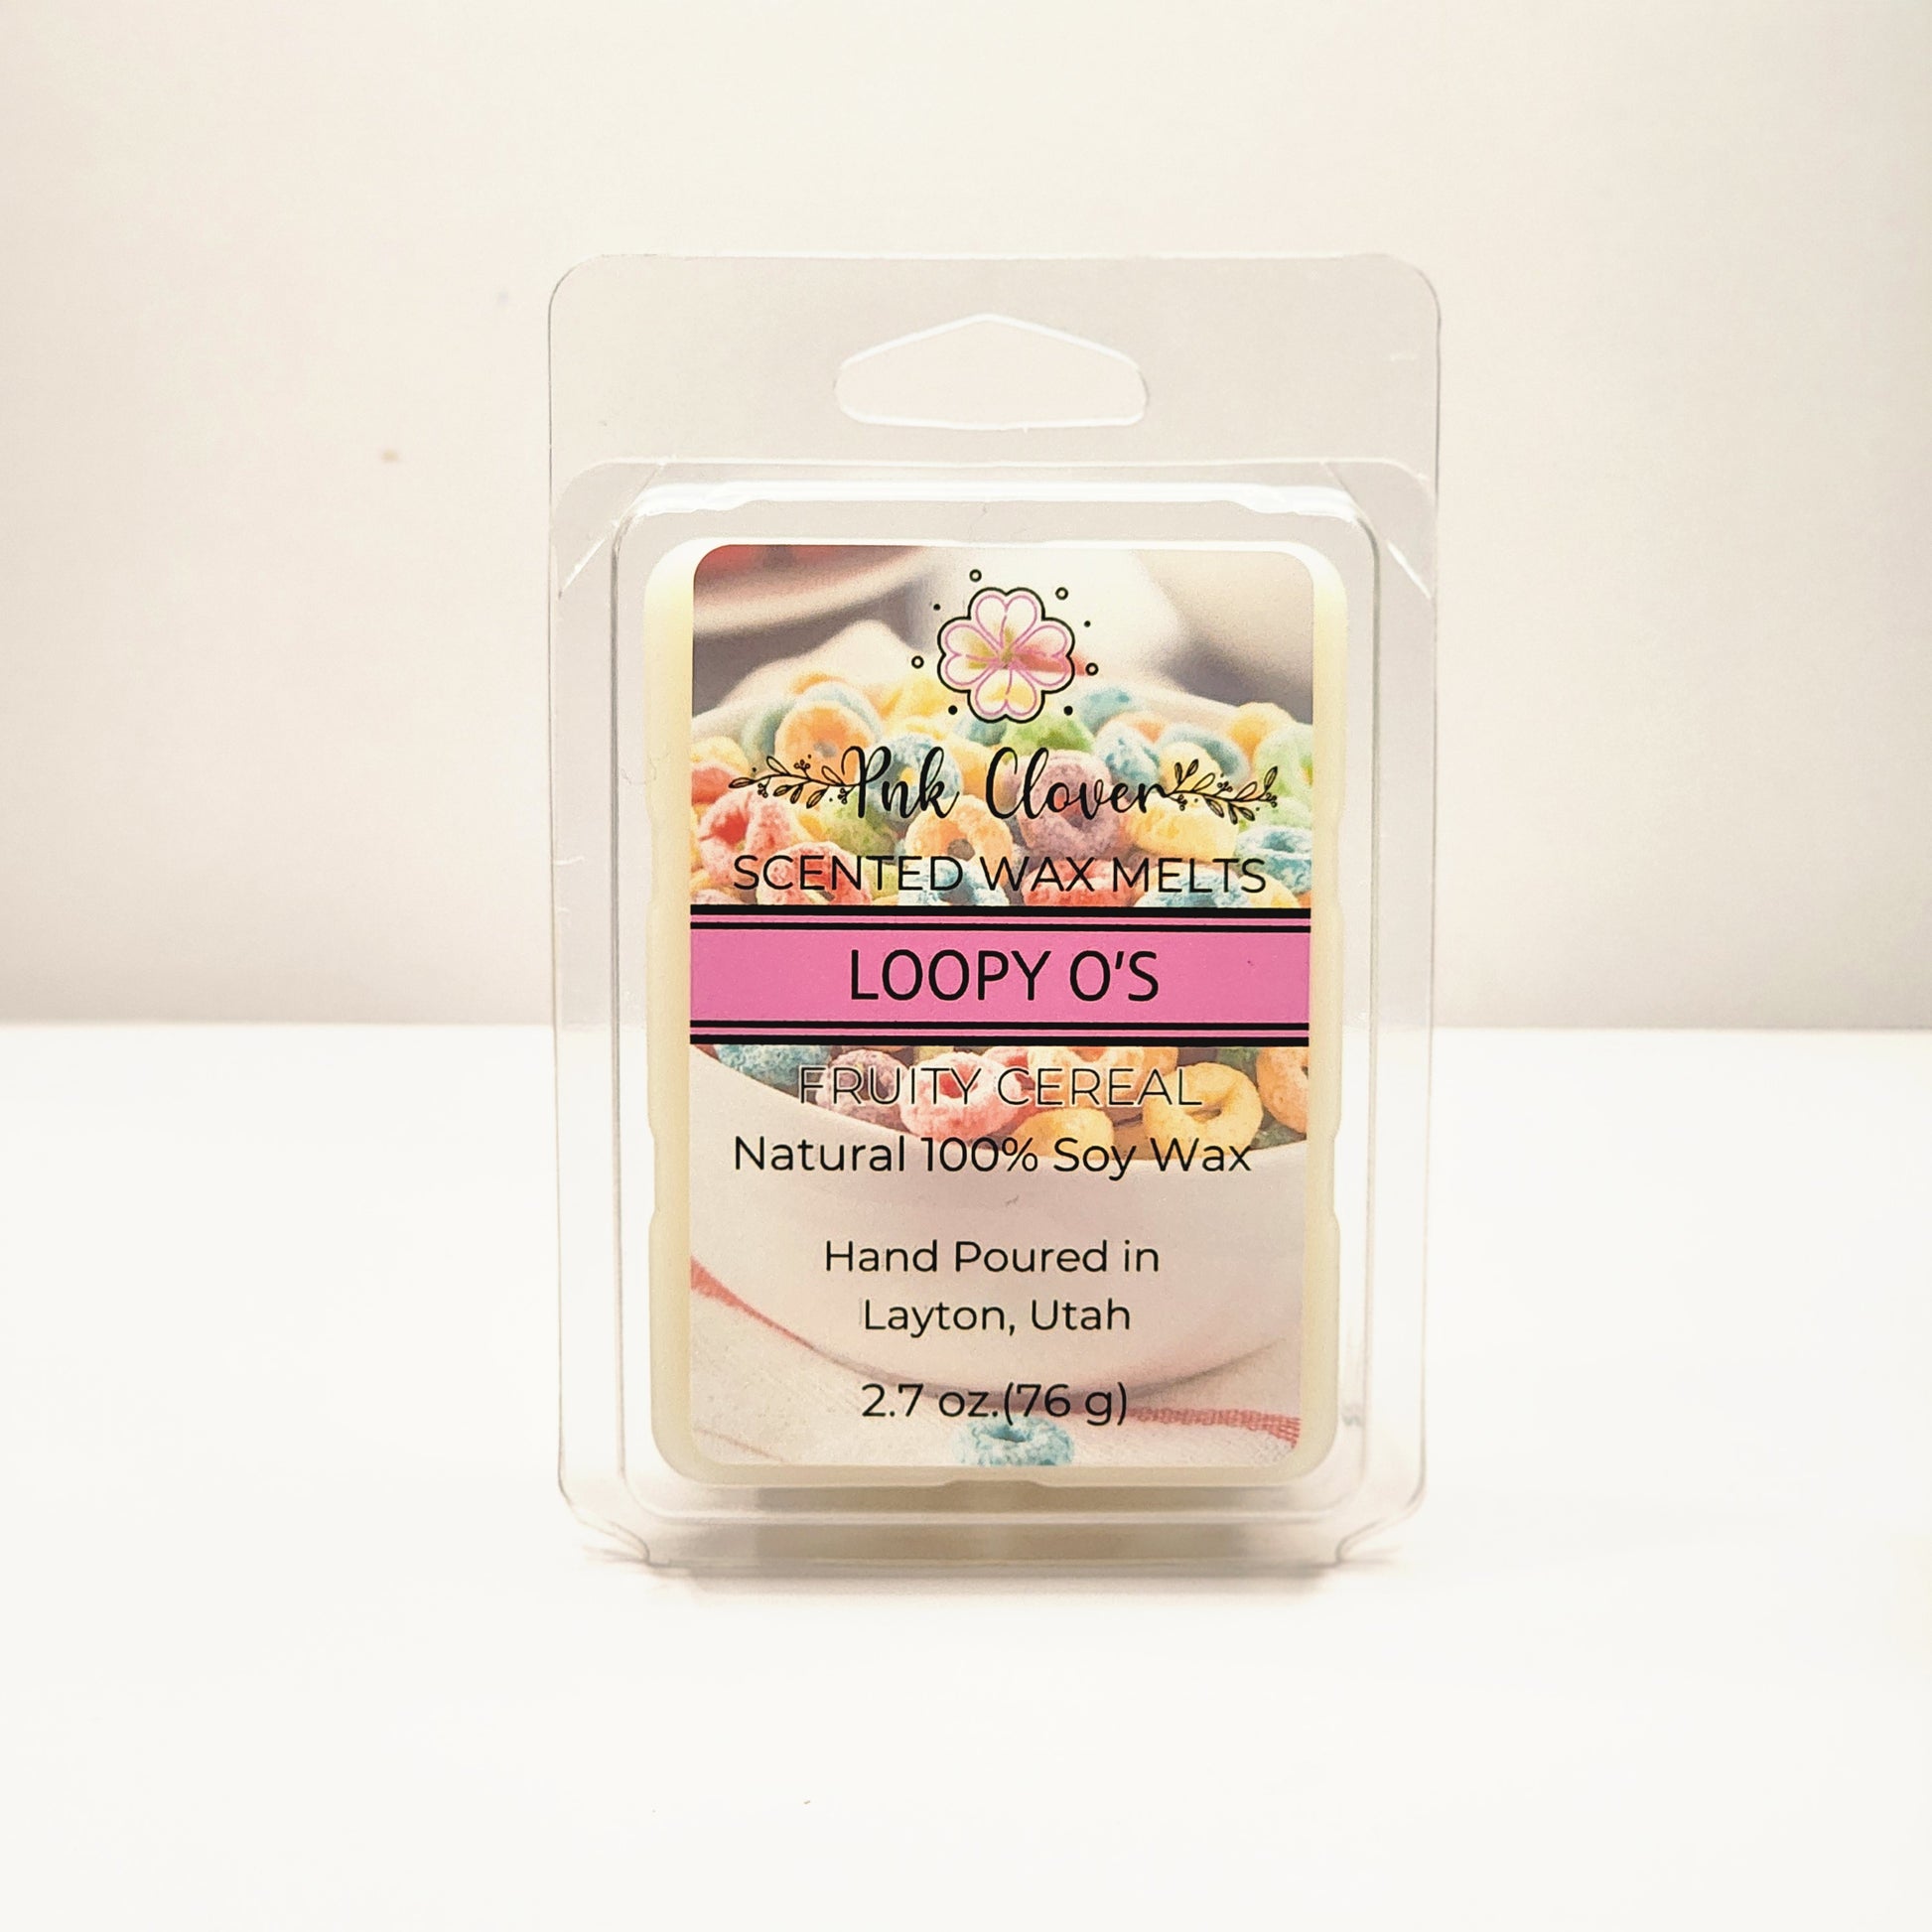 Pnk Clover
SCENTED WAX MELTS
LOOPY O'S
FRUITY CEREAL
Natural 100% Soy Wax
Hand Poured in
Layton, Utah
2.7 oz.(76 g)